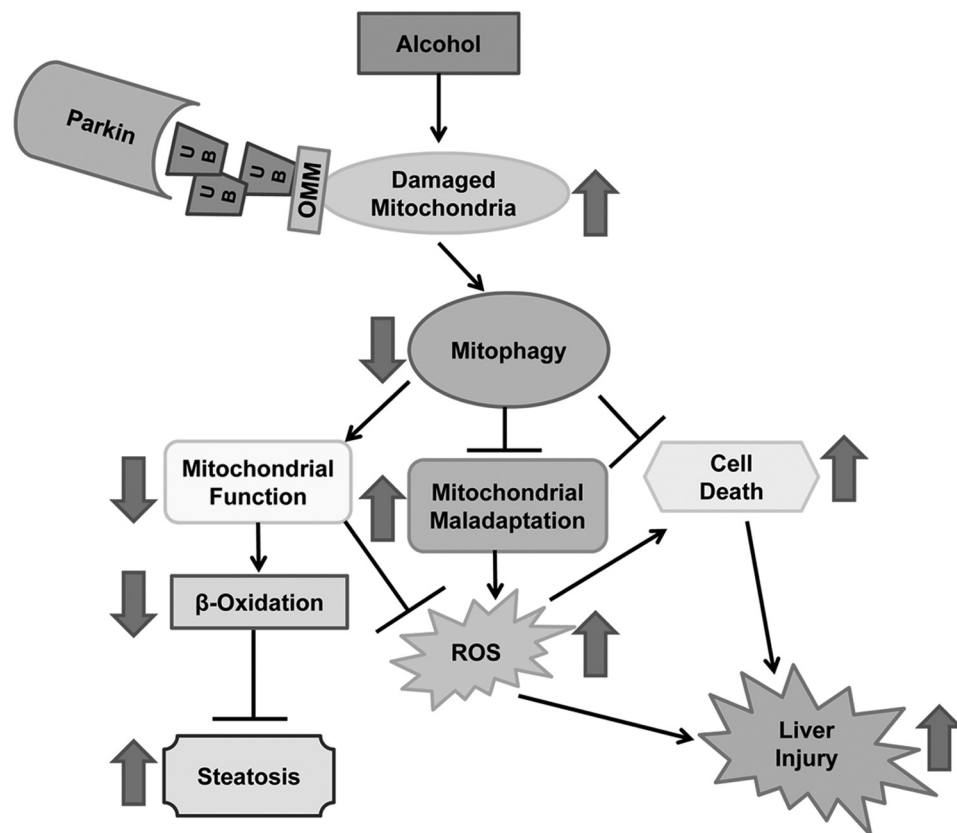 Alcohol
Parkin
U B
U B
U B
OMM
Damaged
Mitochondria
Mitophagy
Mitochondrial
Function
Mitochondrial
Maladaptation
Cell
Death
β-Oxidation
ROS
Steatosis
Liver
Injury